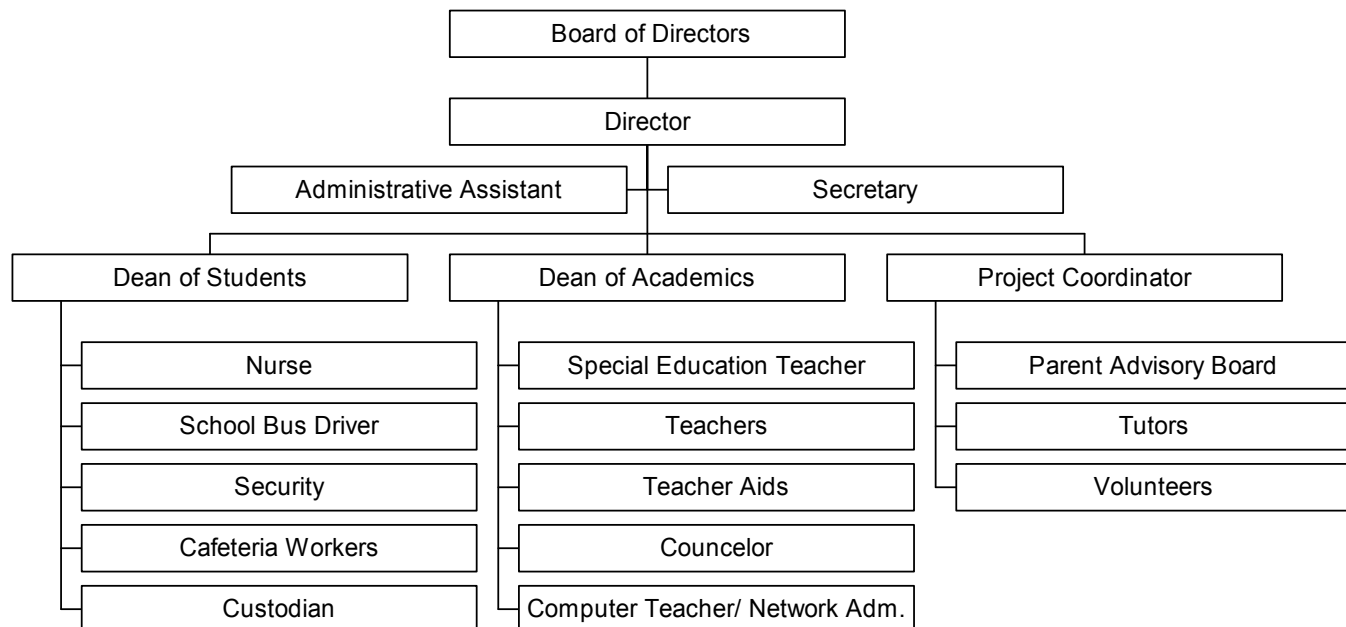 Board of Directors
Director
Administrative Assistant
Secretary
Dean of Students
Dean of Academics
Project Coordinator
Nurse
Special Education Teacher
Parent Advisory Board
School Bus Driver
Teachers
Tutors
Security
Teacher Aids
Volunteers
Cafeteria Workers
Councelor
Custodian
Computer Teacher/ Network Adm.